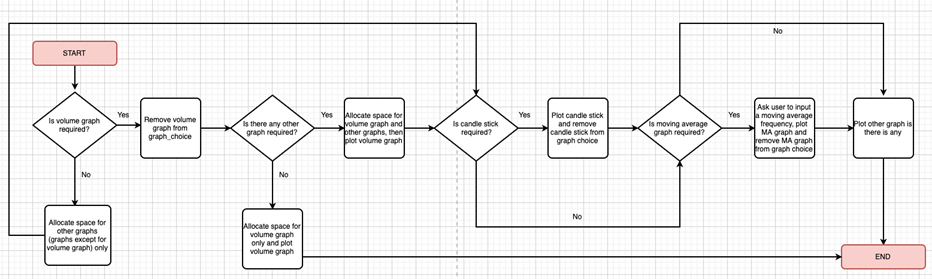 No
START
Is volume graph
required?
Yes
Remove volume
graph from
graph_choice
Is there any other
graph required?
Yes
Allocate space for
volume graph and
other graphs, then
plot volume graph
Is candle stick
required?
Yes
Plot candle stick
and remove
candle stick from
graph choice
Is moving average
graph required?
Yes
Ask user to input
a moving average
frequency, plot
MA graph and
remove MA graph
from graph choice
Plot other graph is
there is any
No
No
Allocate space for
other graphs
(graphs except for
volume graph) only
Allocate space for
volume graph
only and plot
volume graph
No
END